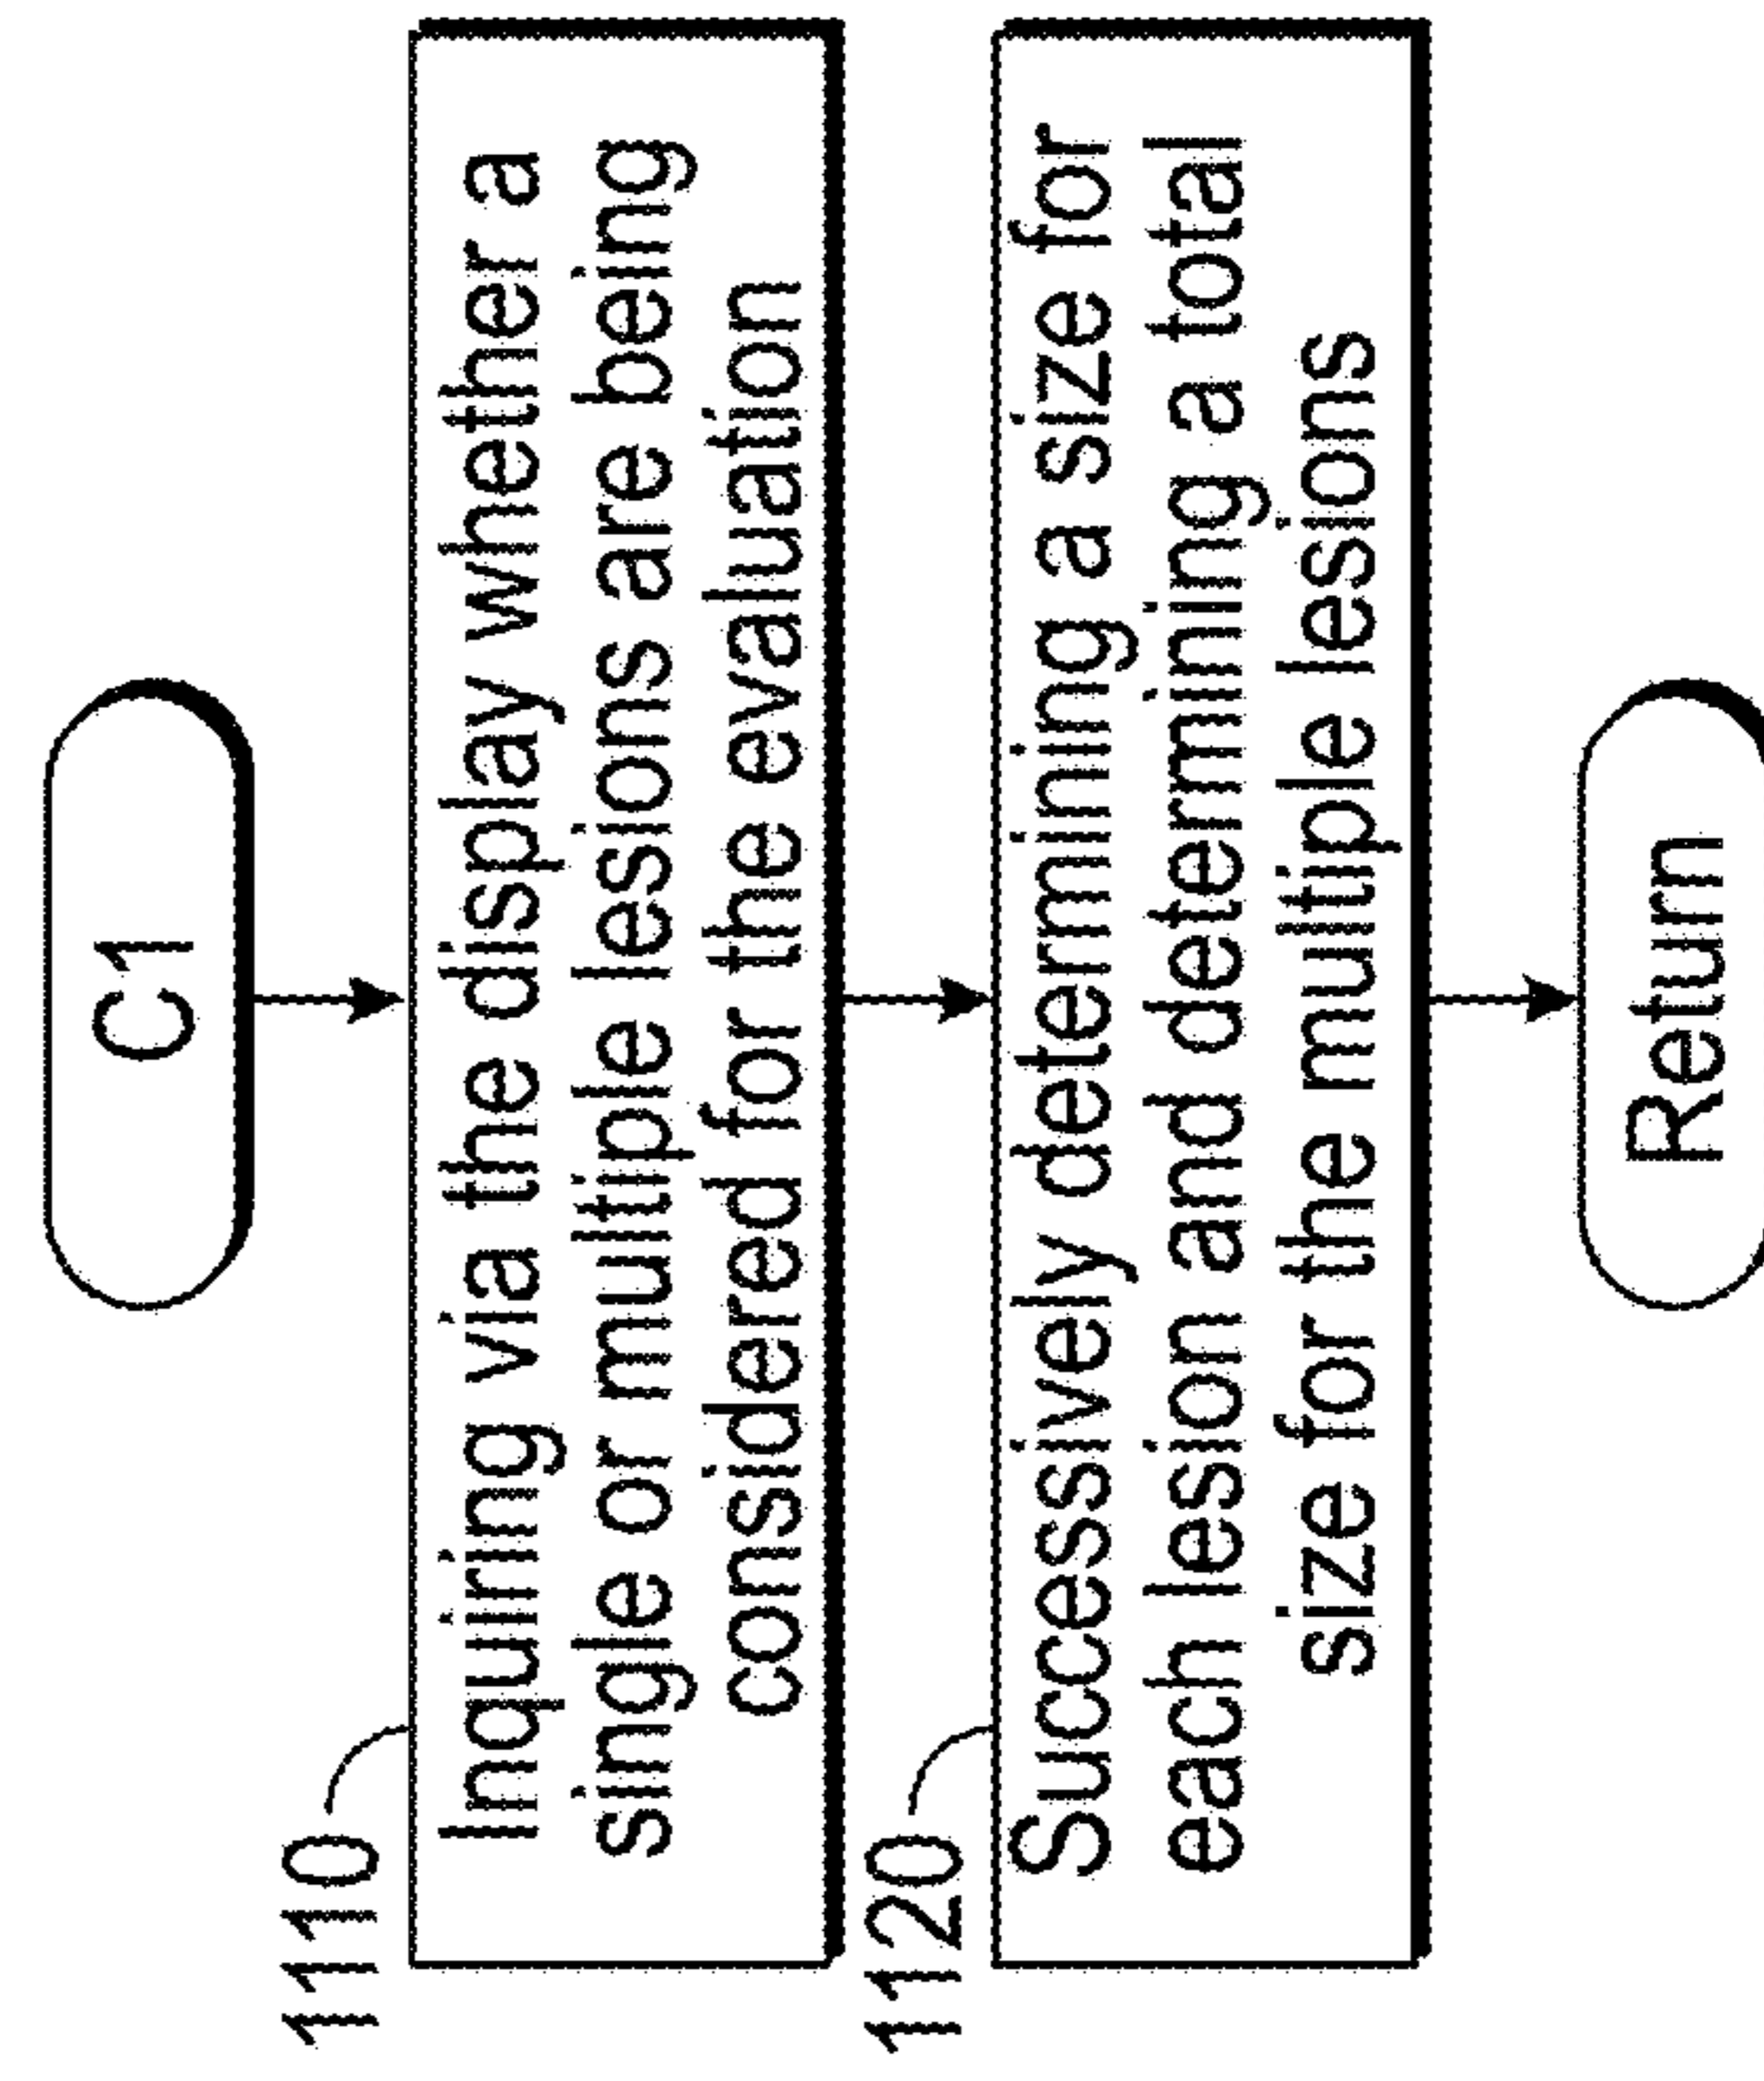 C1
1110
Inquiring via the display whether a
single or multiple lesions are being
considered for the evaluation
1120
Successively determining a size for
each lesion and determining a total
size for the multiple lesions
Return